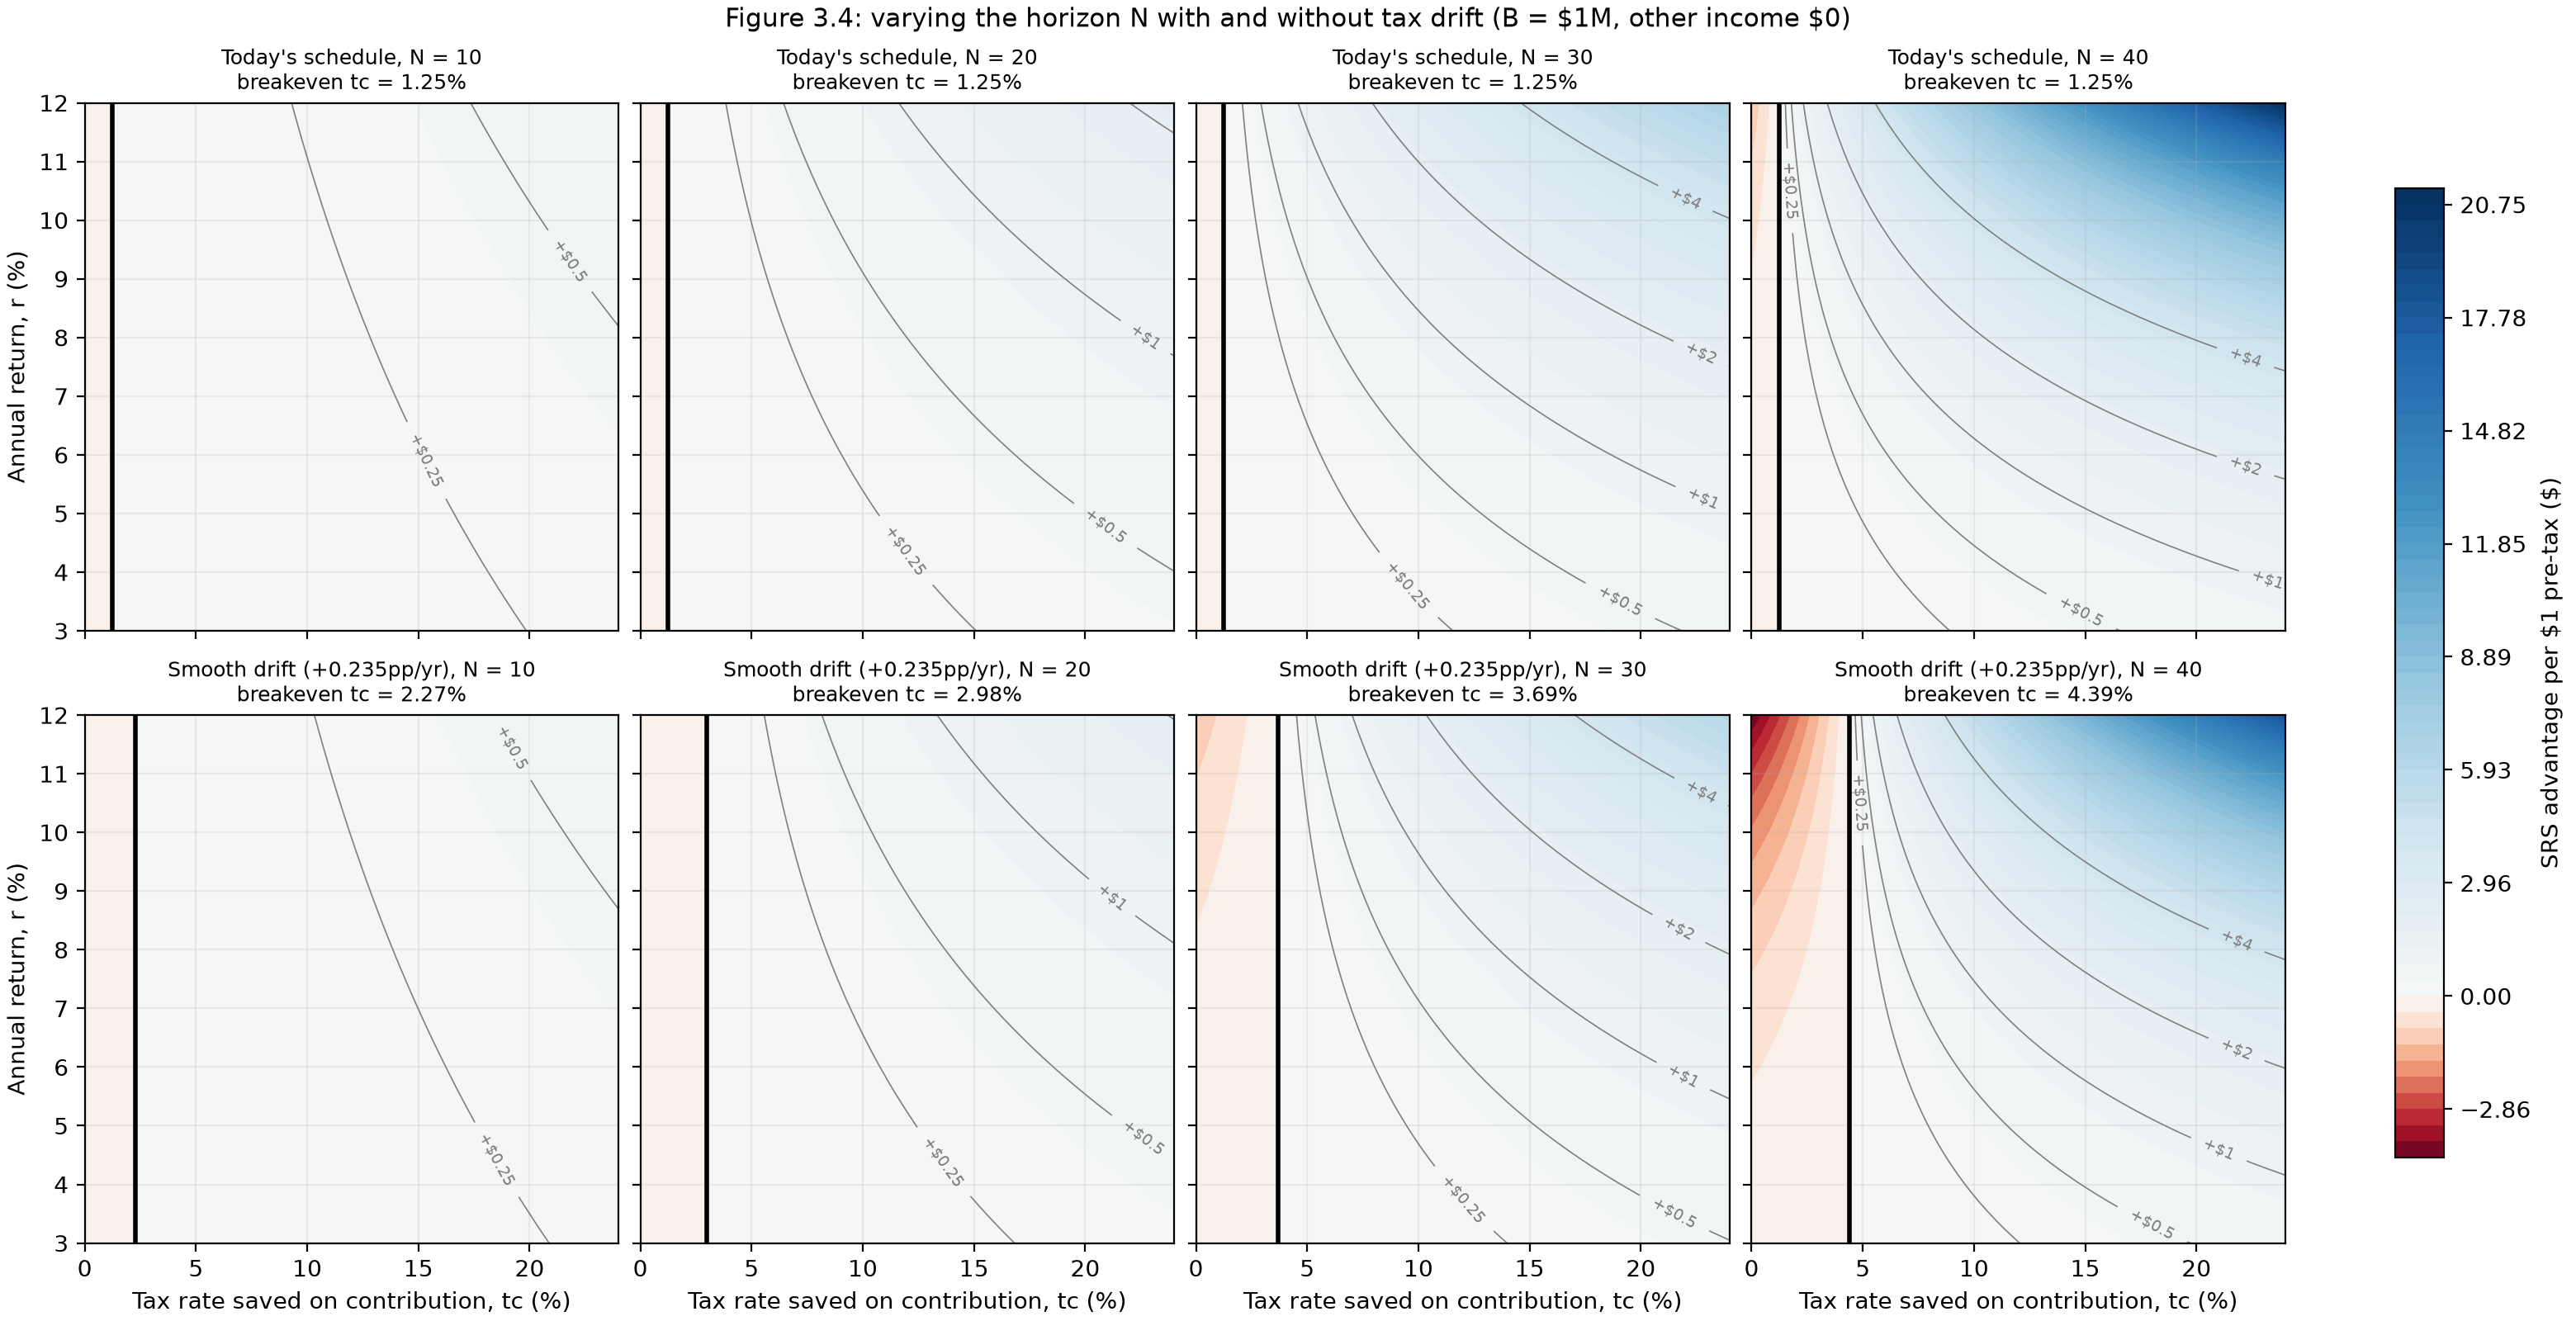 Figure 3.4: varying the horizon N with and without tax drift (B = $1M, other income $0)
Today's schedule, N = 10
breakeven tc = 1.25%
Today's schedule, N = 20
breakeven tc = 1.25%
Today's schedule, N = 30
breakeven tc = 1.25%
Today's schedule, N = 40
breakeven tc = 1.25%
Annual return, r (%)
12
11
10
9
8
7
6
5
4
3
+$0.25
+$0.5
+$0.25
+$0.5
+$1
+$0.25
+$0.5
+$1
+$2
+$4
+$0.25
+$0.5
+$1
+$2
+$4
Smooth drift (+0.235pp/yr), N = 10
breakeven tc = 2.27%
Smooth drift (+0.235pp/yr), N = 20
breakeven tc = 2.98%
Smooth drift (+0.235pp/yr), N = 30
breakeven tc = 3.69%
Smooth drift (+0.235pp/yr), N = 40
breakeven tc = 4.39%
Annual return, r (%)
12
11
10
9
8
7
6
5
4
3
+$0.25
+$0.5
+$0.25
+$0.5
+$1
+$0.25
+$0.5
+$1
+$2
+$4
+$0.25
+$0.5
+$1
+$2
+$4
0 5 10 15 20
0 5 10 15 20
0 5 10 15 20
0 5 10 15 20
Tax rate saved on contribution, tc (%)
Tax rate saved on contribution, tc (%)
Tax rate saved on contribution, tc (%)
Tax rate saved on contribution, tc (%)
20.75
17.78
14.82
11.85
8.89
5.93
2.96
0.00
−2.86
SRS advantage per $1 pre-tax ($)